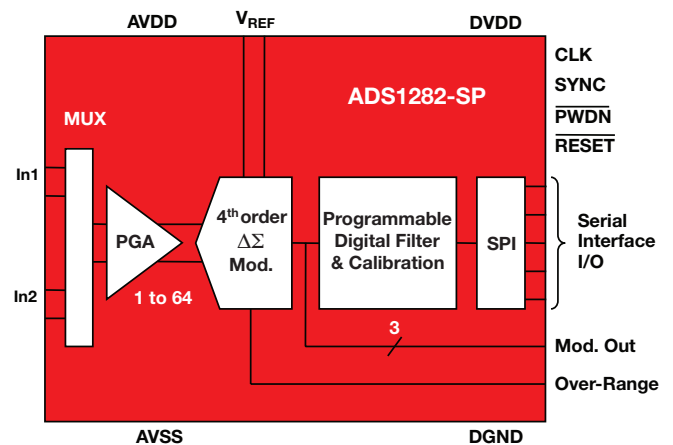 AVDD
VREF
DVDD
CLK
SYNC
PWDN
RESET
ADS1282-SP
MUX
In1
In2
PGA
1 to 64
4th order
ΔΣ
Mod.
Programmable
Digital Filter
& Calibration
SPI
Serial
Interface
I/O
3
Mod. Out
Over-Range
AVSS
DGND